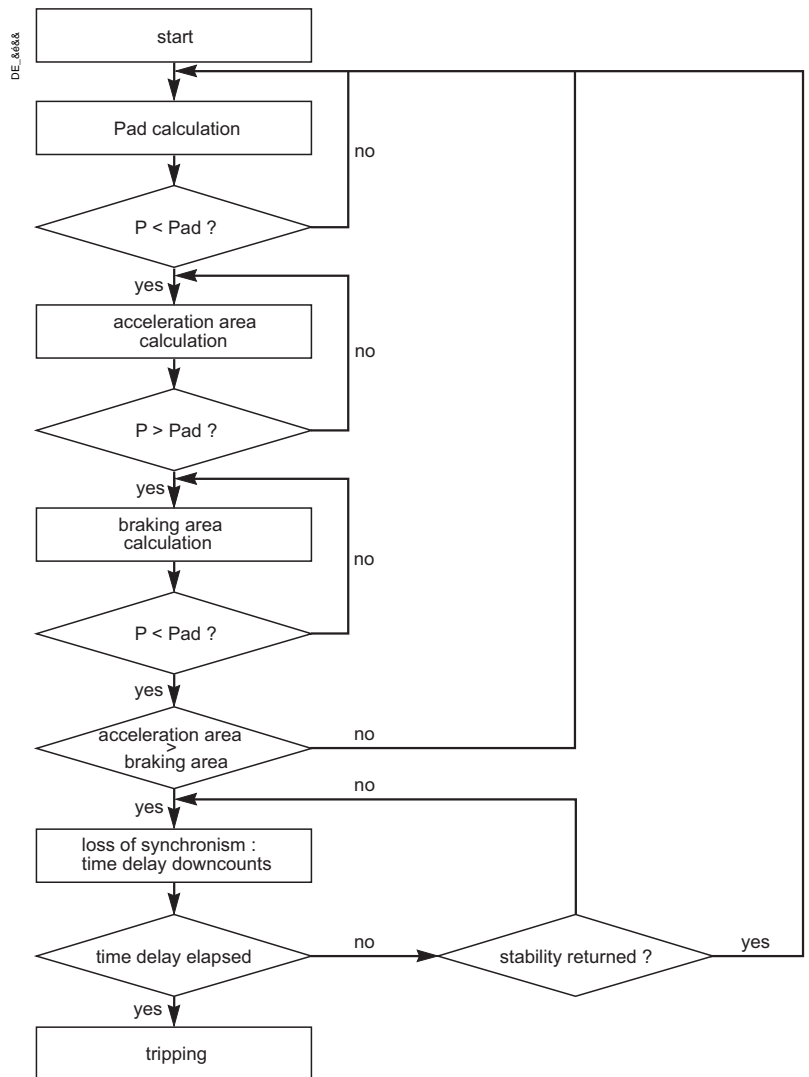 DE_&é&&
start
Pad calculation
no
P < Pad ?
yes
acceleration area
calculation
no
P > Pad ?
yes
braking area
calculation
no
P < Pad ?
yes
acceleration area
>
braking area
no
no
yes
loss of synchronism :
time delay downcounts
time delay elapsed
no
stability returned ?
yes
yes
tripping